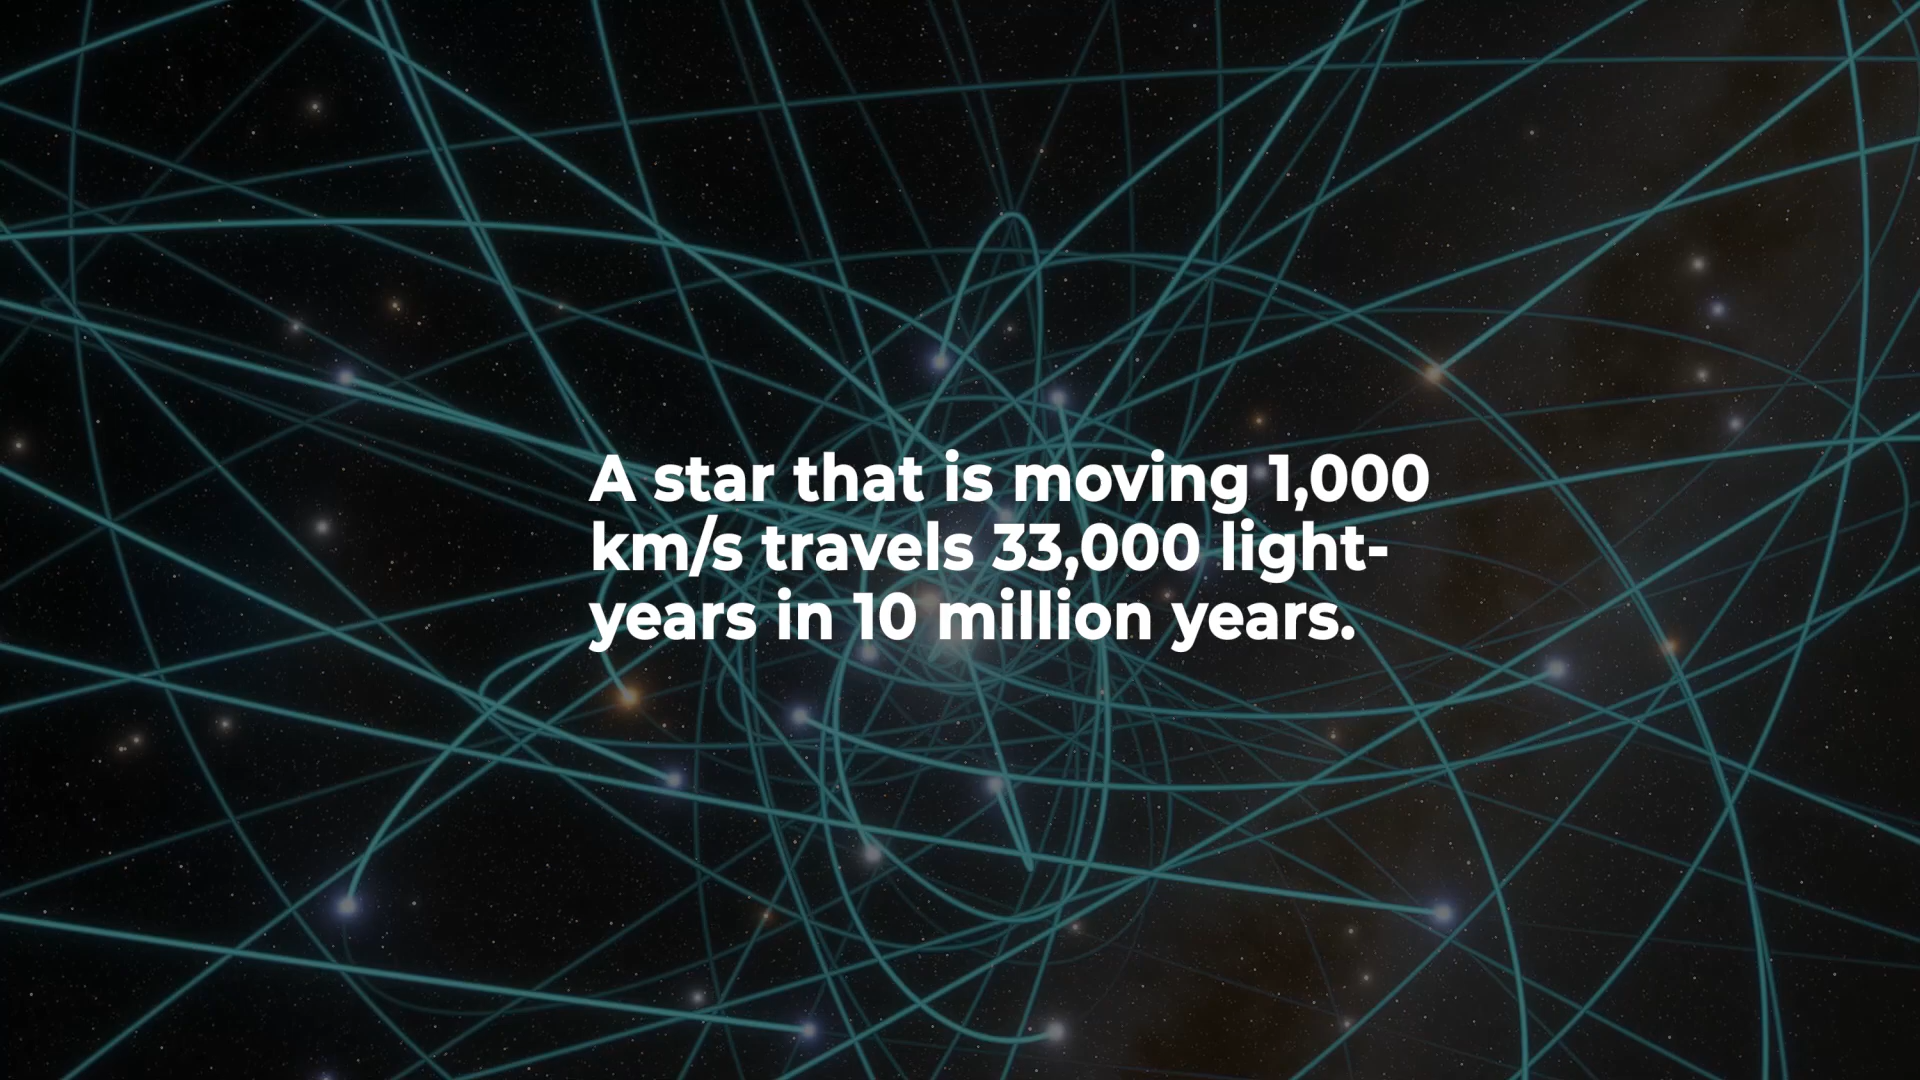 A star that is moving 1,000
km/s travels 33,000 light-
years in 10 million years.